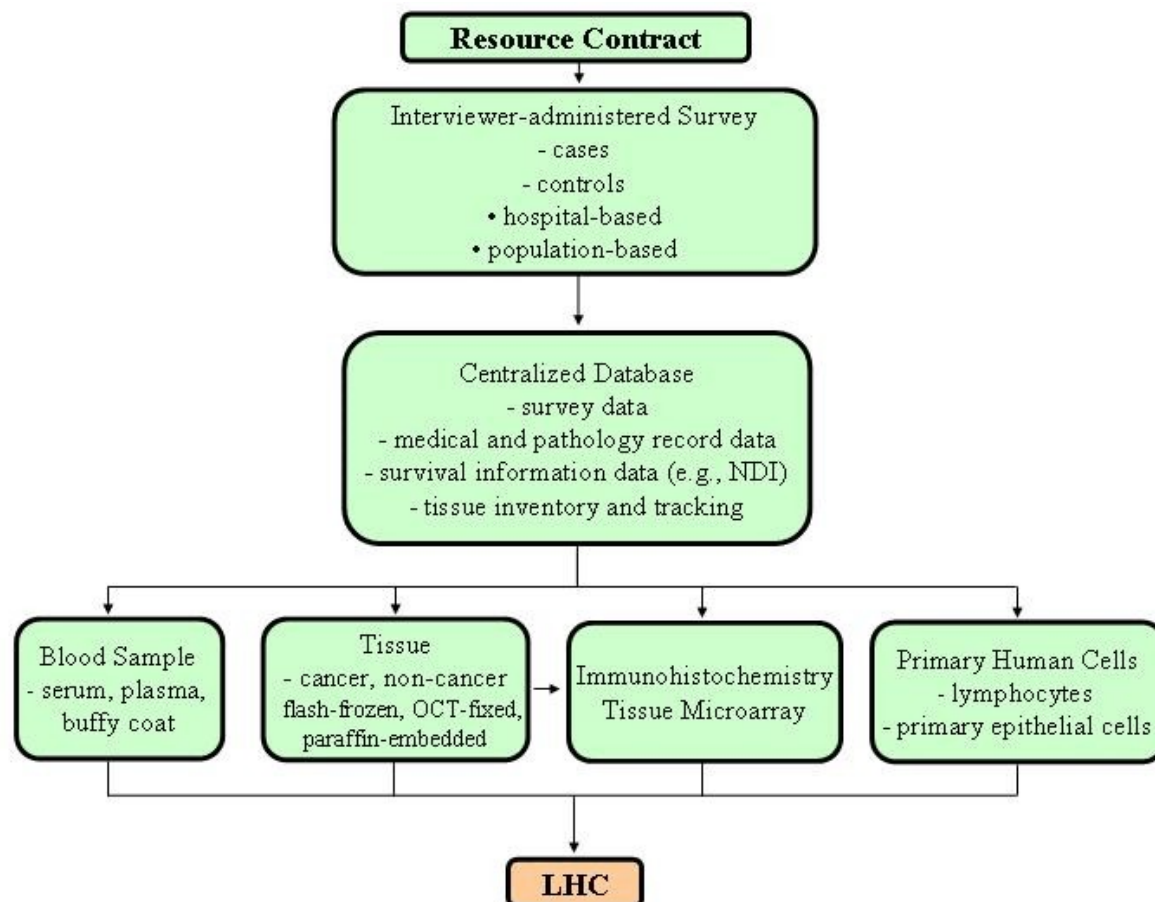 Resource Contract
Interviewer-administered Survey
- cases
- controls
• hospital-based
• population-based
Centralized Database
- survey data
- medical and pathology record data
- survival information data (e.g., NDI)
- tissue inventory and tracking
Blood Sample
- serum, plasma,
buffy coat
Tissue
- cancer, non-cancer
flash-frozen, OCT-fixed,
paraffin-embedded
Immunohistochemistry
Tissue Microarray
Primary Human Cells
- lymphocytes
- primary epithelial cells
LHC